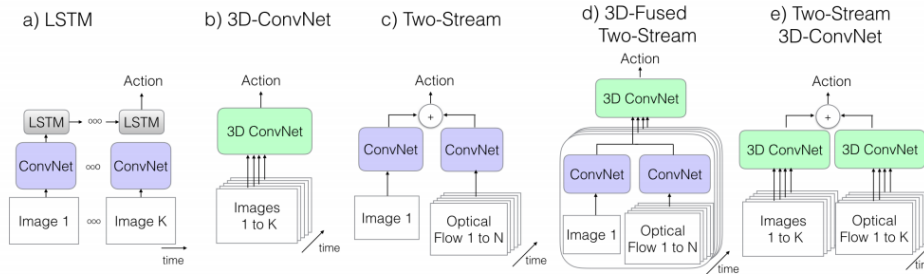 a) LSTM
Action
LSTM
∞
LSTM
ConvNet
∞
ConvNet
Image 1
∞
Image K
time
b) 3D-ConvNet
Action
3D ConvNet
Images
1 to K
time
c) Two-Stream
Action
+
ConvNet
ConvNet
Image 1
Optical
Flow 1 to N
time
d) 3D-Fused
Two-Stream
Action
3D ConvNet
ConvNet
ConvNet
Image 1
Optical
Flow 1 to N
time
e) Two-Stream
3D-ConvNet
Action
+
3D ConvNet
3D ConvNet
Images
1 to K
Optical
Flow 1 to K
time